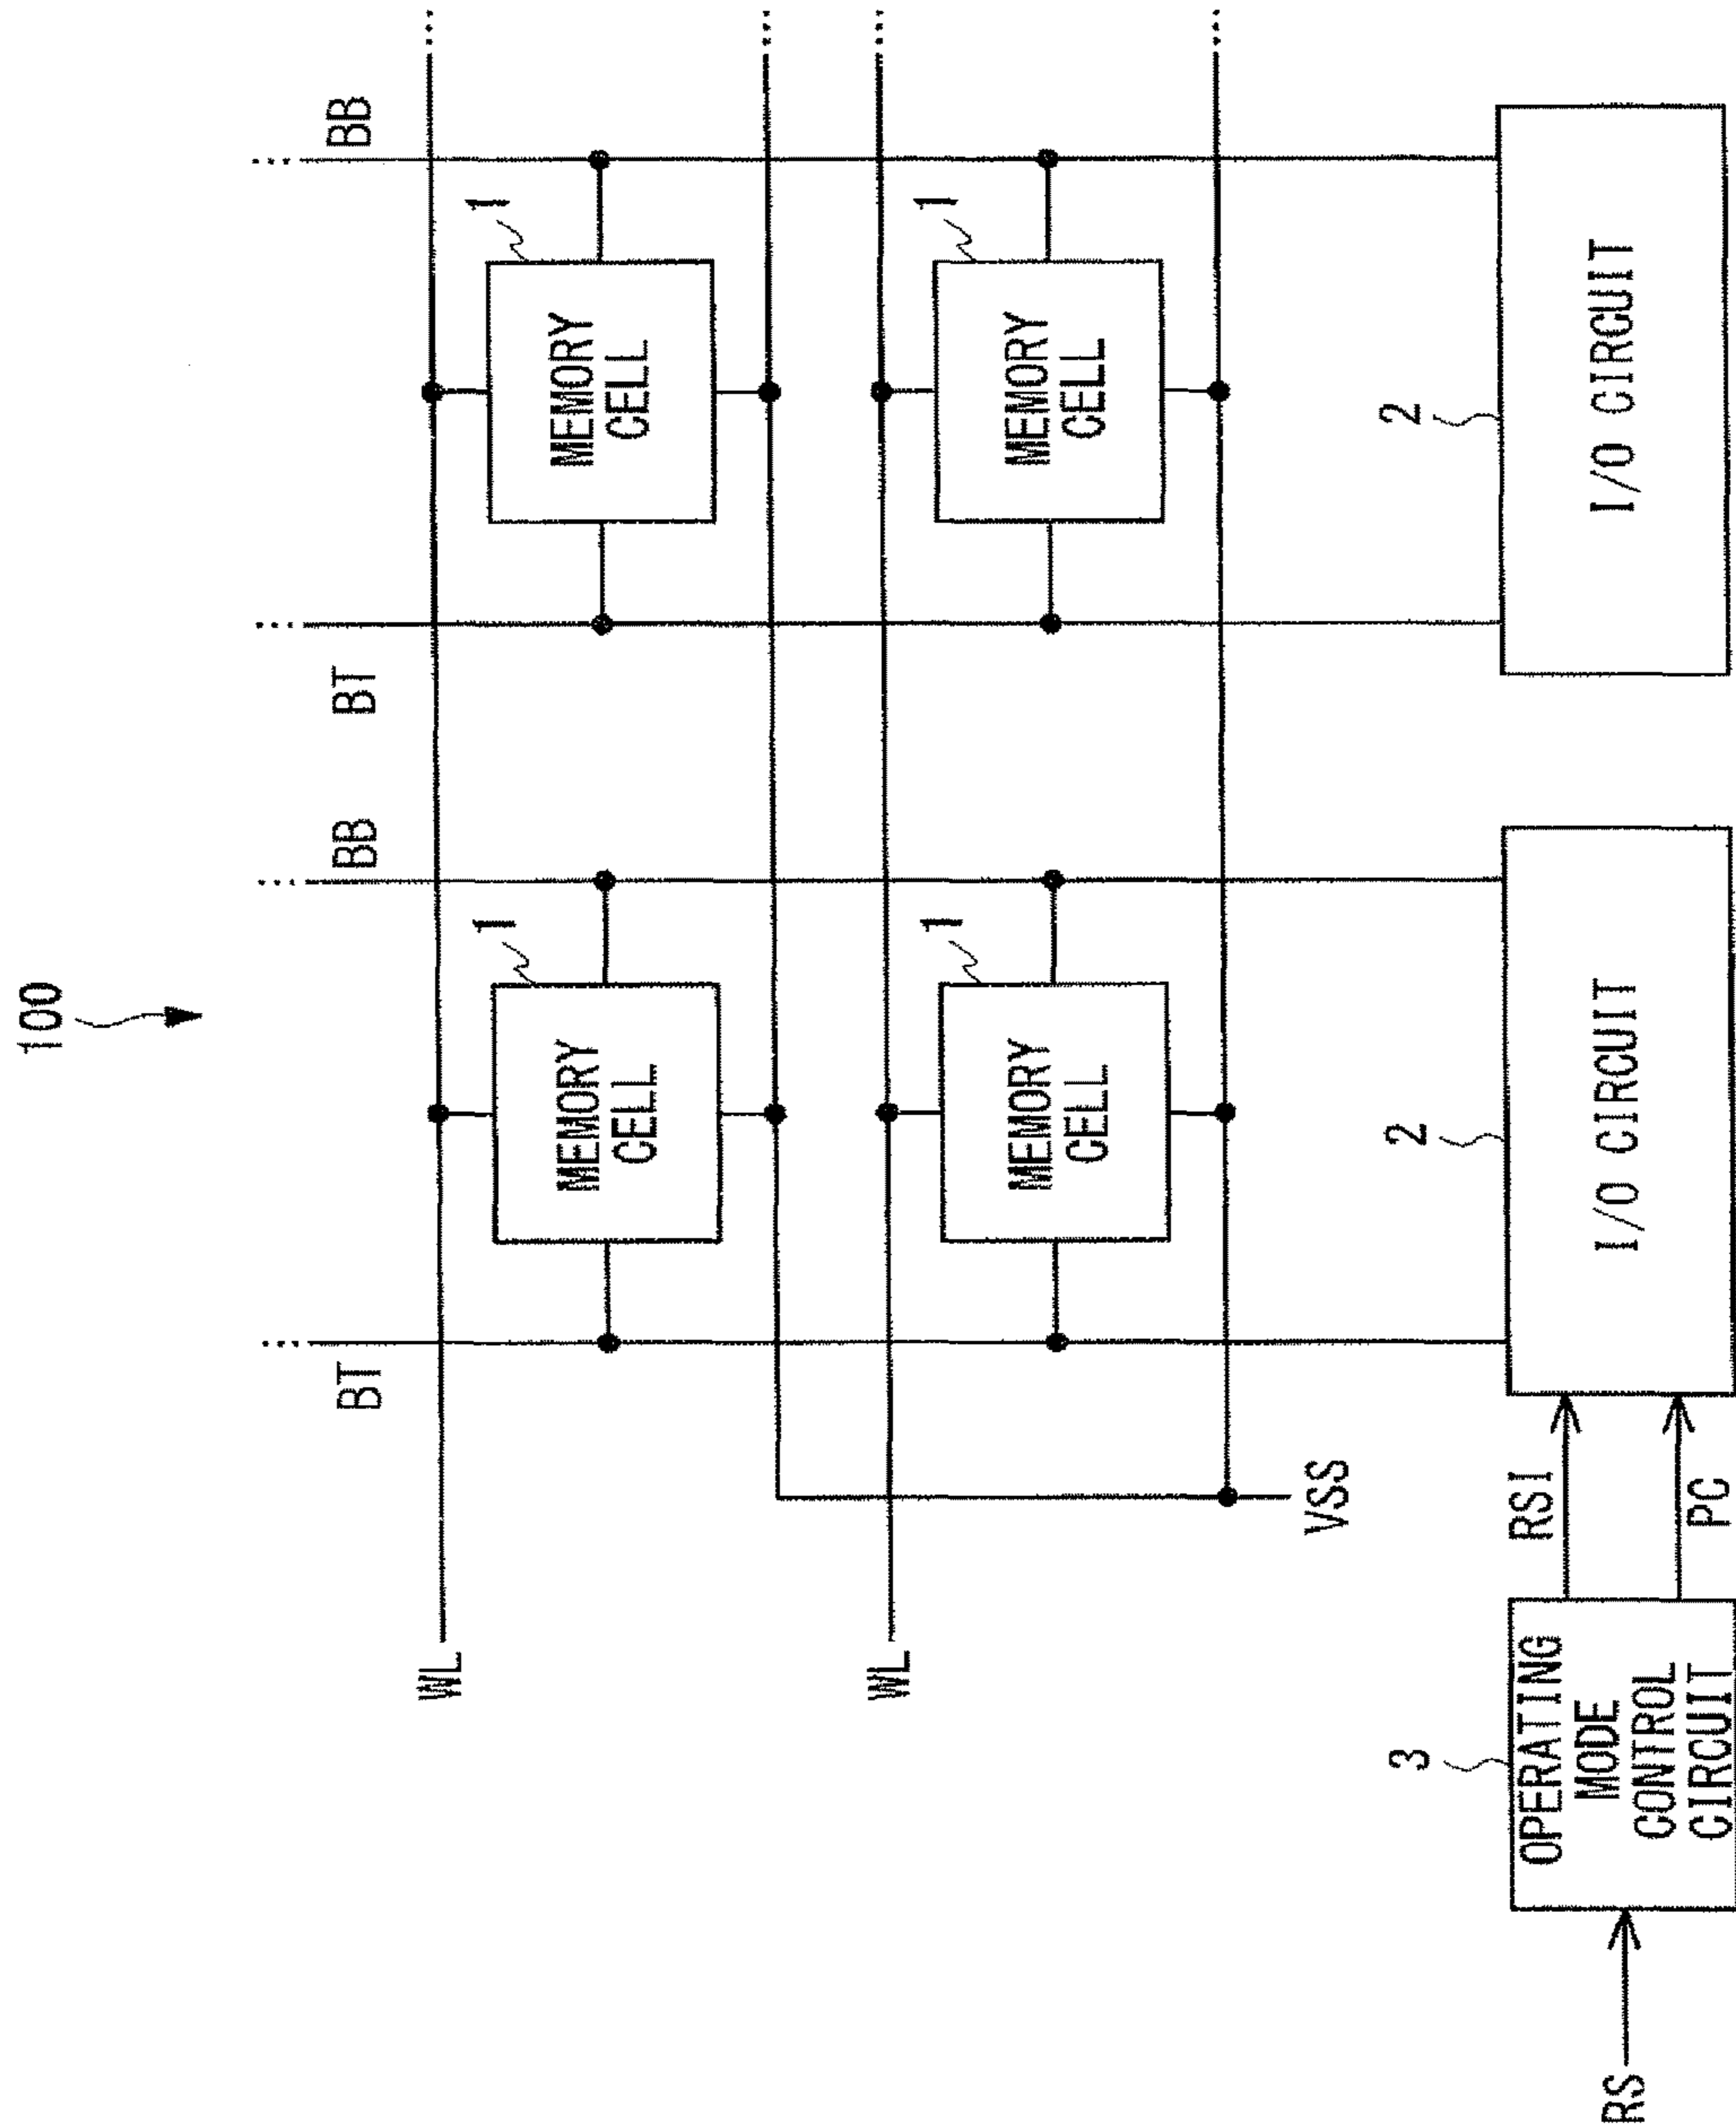 100
BT
BB
BT
BB
WL
1
MEMORY
CELL
1
MEMORY
CELL
WL
1
MEMORY
CELL
1
MEMORY
CELL
VSS
RS
3
OPERATING
MODE
CONTROL
CIRCUIT
RSI
PC
2
I/O CIRCUIT
2
I/O CIRCUIT